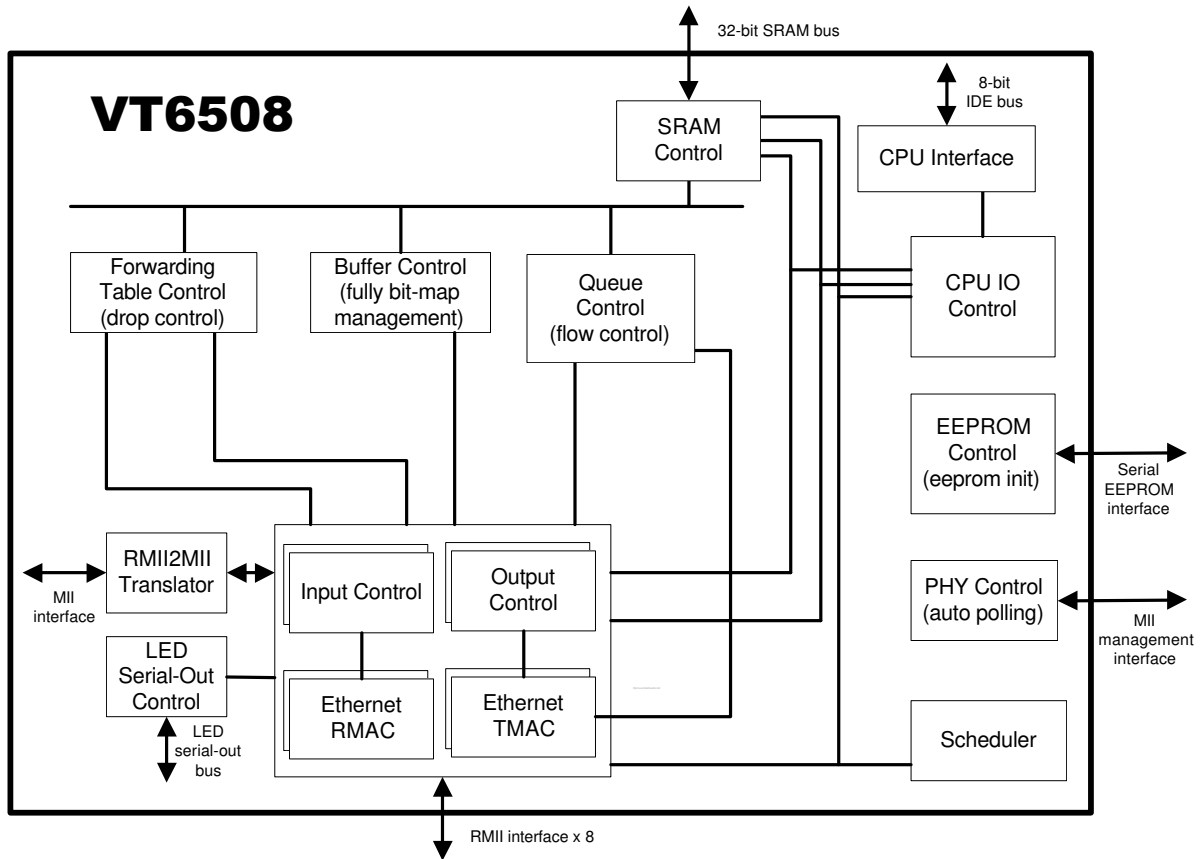 32-bit SRAM bus
VT6508
8-bit
IDE bus
SRAM
Control
CPU Interface
Forwarding
Table Control
(drop control)
Buffer Control
(fully bit-map
management)
Queue
Control
(flow control)
CPU IO
Control
EEPROM
Control
(eeprom init)
Serial
EEPROM
interface
RMII2MII
Translator
MII
interface
Input Control
Output
Control
PHY Control
(auto polling)
MII
management
interface
LED
Serial-Out
Control
LED
serial-out
bus
Ethernet
RMAC
Ethernet
TMAC
Scheduler
RMII interface x 8